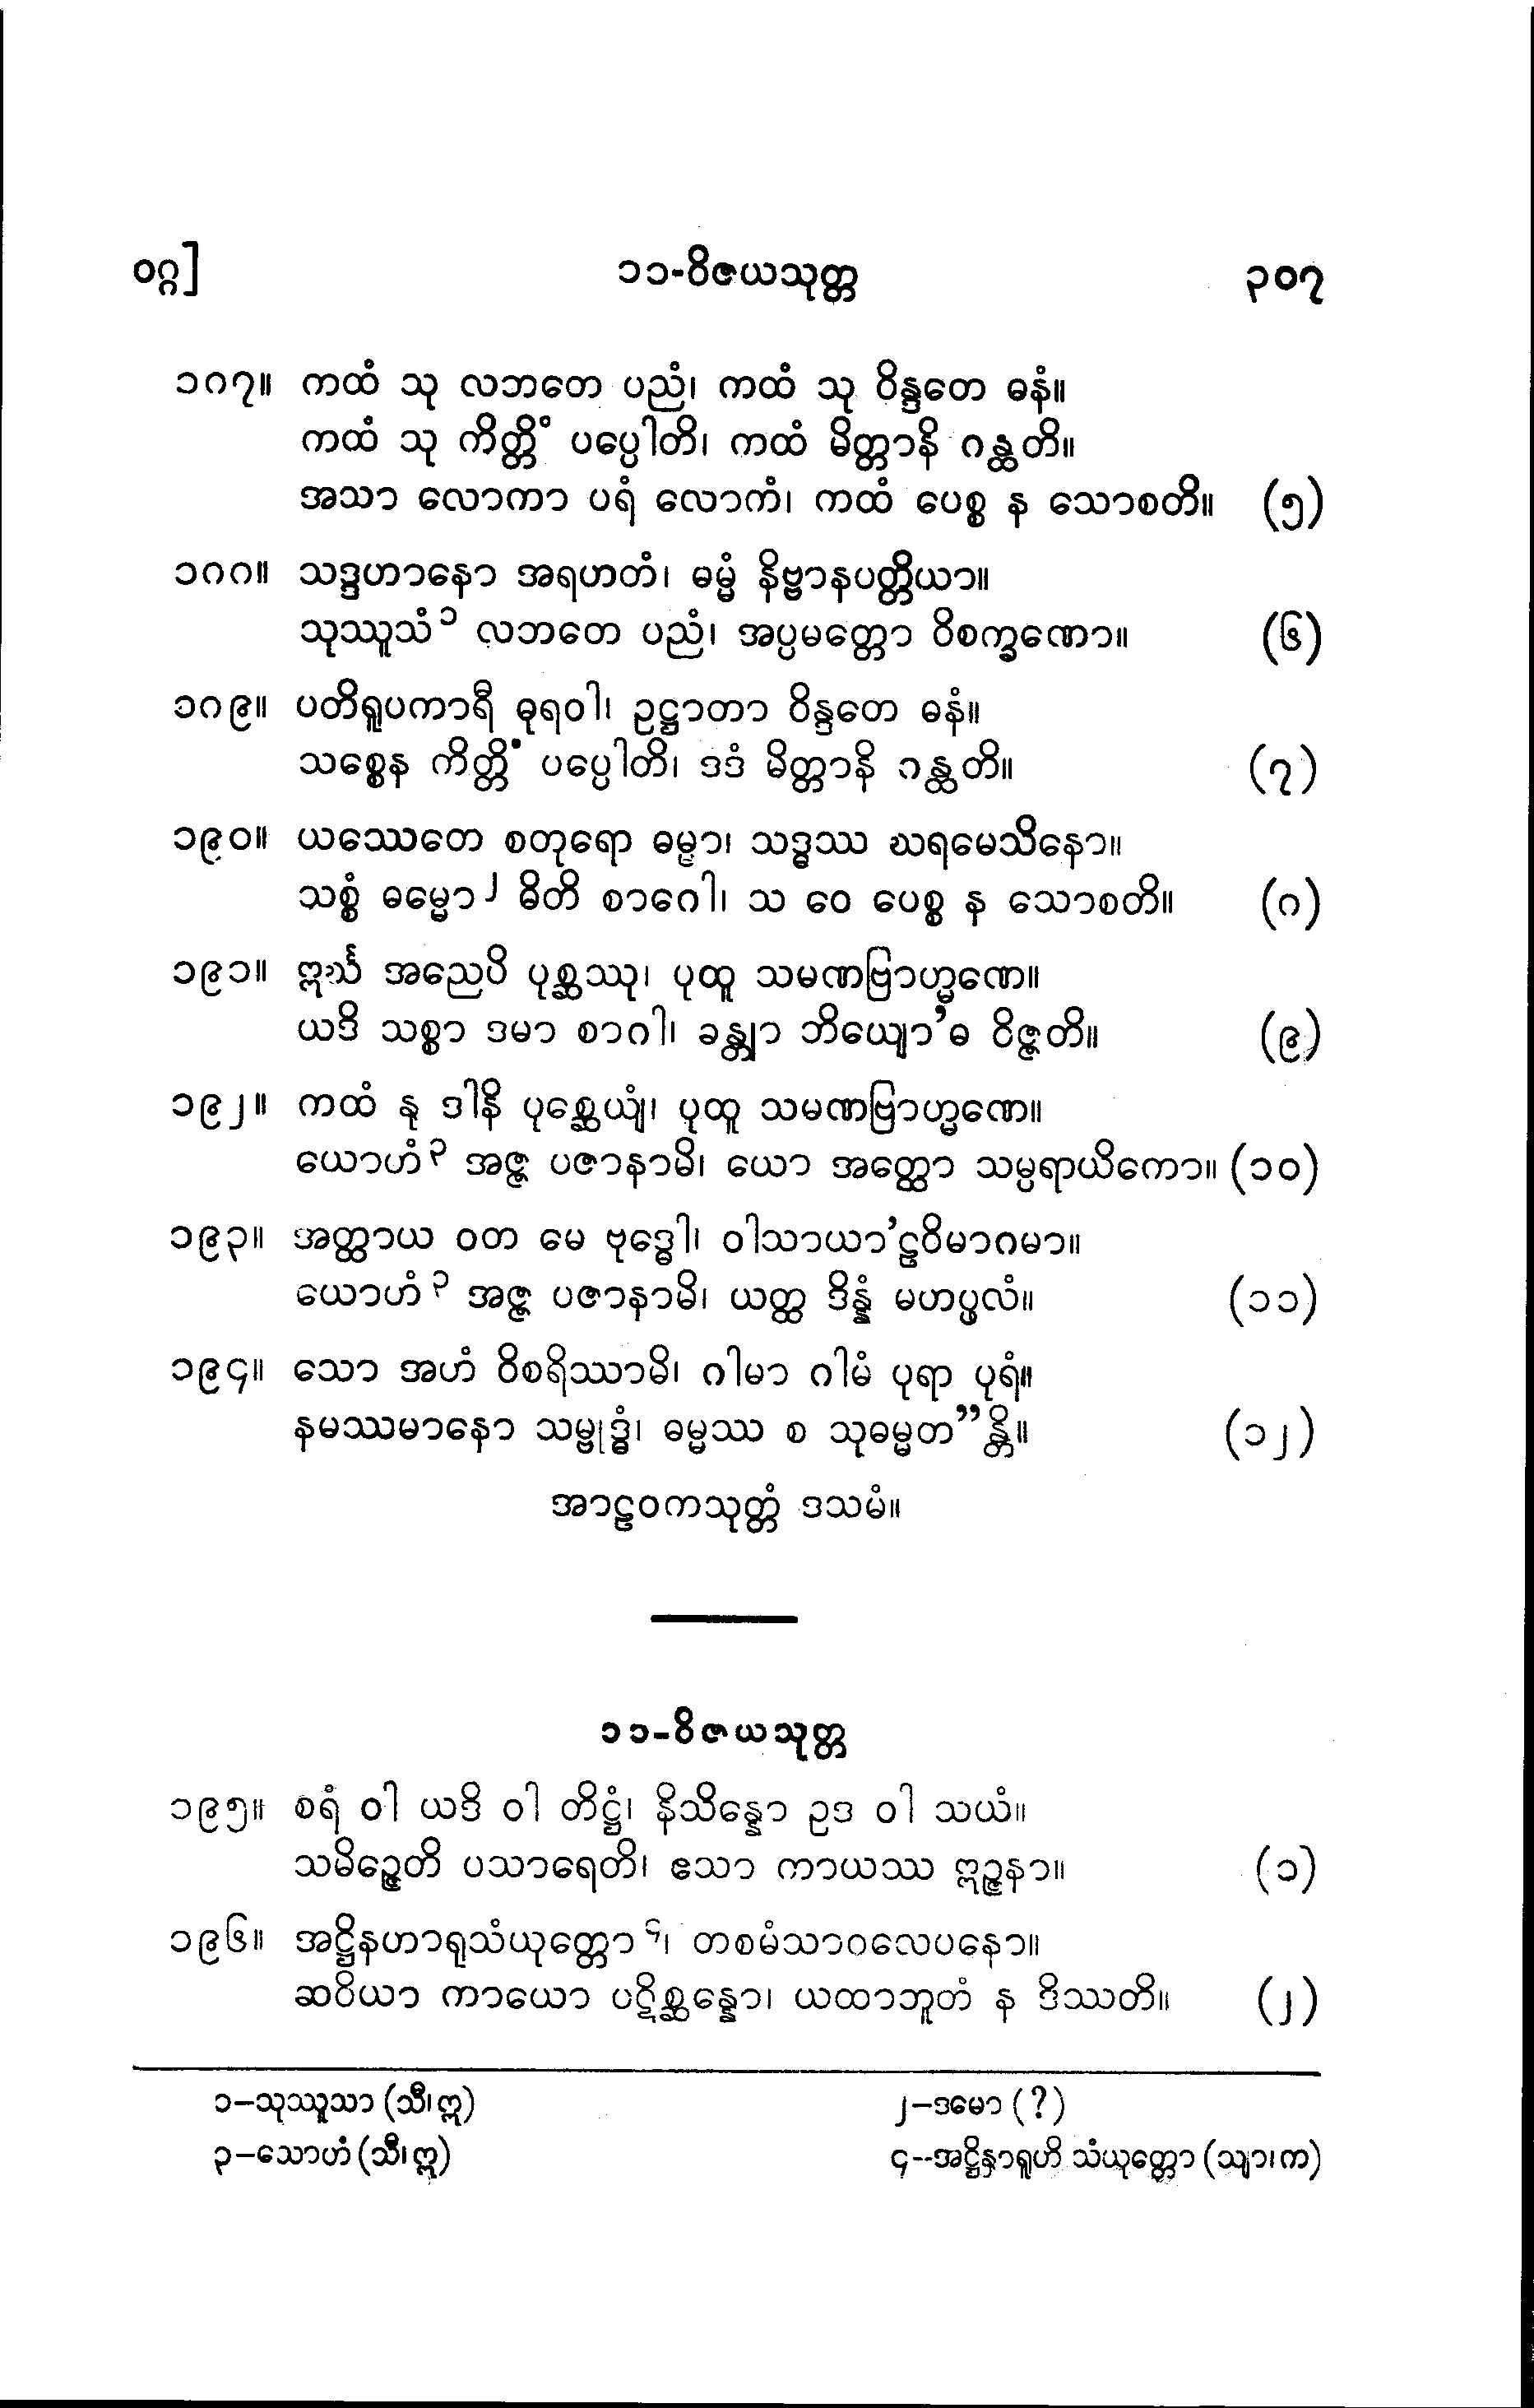 ဝဂ္ဂ] ၁၁-ဝိဇယသုတ္တ ၃၀၇
၁၈၇။ ကထံ သု လဘတေ ပညံ၊ ကထံ သု ဝိန္ဒတေ ဓနံ။
ကထံ သု ကိတ္တိံ ပပ္ပေါတိ၊ ကထံ မိတ္တာနိ ဂန္ထတိ။
အသာ လောကာ ပရံ လောကံ၊ ကထံ ပေစ္စ န သောစတိ။ (၅)
၁၈၈။ သဒ္ဒဟာနော အရဟတံ၊ ဓမ္မံ နိဗ္ဗာနပတ္တိယာ။
သုဿူသံ ၁ လဘတေ ပညံ၊ အပ္ပမတ္တော ဝိစက္ခဏော။ (၆)
၁၈၉။ ပတိရူပကာရီ ဓုရဝါ၊ ဥဋ္ဌာတာ ဝိန္ဒတေ ဓနံ။
သစ္စေန ကိတ္တိံ ပပ္ပေါတိ၊ ဒဒံ မိတ္တာနိ ဂန္ထတိ။ (၇)
၁၉၀။ ယဿေတေ စတုရော ဓမ္မာ၊ သဒ္ဓဿ ဃရမေသိနော။
သစ္စံ ဓမ္မော ၂ ဓိတိ စာဂေါ၊ သ ဝေ ပေစ္စ န သောစတိ။ (၈)
၁၉၁။ ဣင်္ဃ အညေပိ ပုစ္ဆဿု၊ ပုထူ သမဏဗြာဟ္မဏေ။
ယဒိ သစ္စာ ဒမာ စာဂါ၊ ခန္တျာ ဘိယျော’ဓ ဝိဇ္ဇတိ။ (၉)
၁၉၂။ ကထံ နု ဒါနိ ပုစ္ဆေယျံ၊ ပုထူ သမဏဗြာဟ္မဏေ။
ယောဟံ ၃ အဇ္ဇ ပဇာနာမိ၊ ယော အတ္ထော သမ္ပရာယိကော။ (၁၀)
၁၉၃။ အတ္ထာယ ဝတ မေ ဗုဒ္ဓေါ၊ ဝါသာယာ’ဠဝိမာဂမာ။
ယောဟံ ၃ အဇ္ဇ ပဇာနာမိ၊ ယတ္ထ ဒိန္နံ မဟပ္ဖလံ။ (၁၁)
၁၉၄။ သော အဟံ ဝိစရိဿာမိ၊ ဂါမာ ဂါမံ ပုရာ ပုရံ။
နမဿမာနော သမ္ဗုဒ္ဓံ၊ ဓမ္မဿ စ သုဓမ္မတ”န္တိ။ (၁၂)
အာဠဝကသုတ္တံ ဒသမံ။
၁၁-ဝိဇယသုတ္တ
၁၉၅။ စရံ ဝါ ယဒိ ဝါ တိဋ္ဌံ၊ နိသိန္နော ဥဒ ဝါ သယံ။
သမိဉ္ဇေတိ ပသာရေတိ၊ ဧသာ ကာယဿ ဣဉ္ဇနာ။ (၁)
၁၉၆။ အဋ္ဌိနဟာရုသံယုတ္တော ၄၊ တစမံသာဝလေပနော။
ဆဝိယာ ကာယော ပဋိစ္ဆန္နော၊ ယထာဘူတံ န ဒိဿတိ။ (၂)
၁–သုဿူသာ (သီ၊ ဣ) ၂–ဒမော (?)
၃–သောဟံ (သီ၊ ဣ) ၄--အဋ္ဌိနှာရူဟိ သံယုတ္တော (သျာ၊ က)